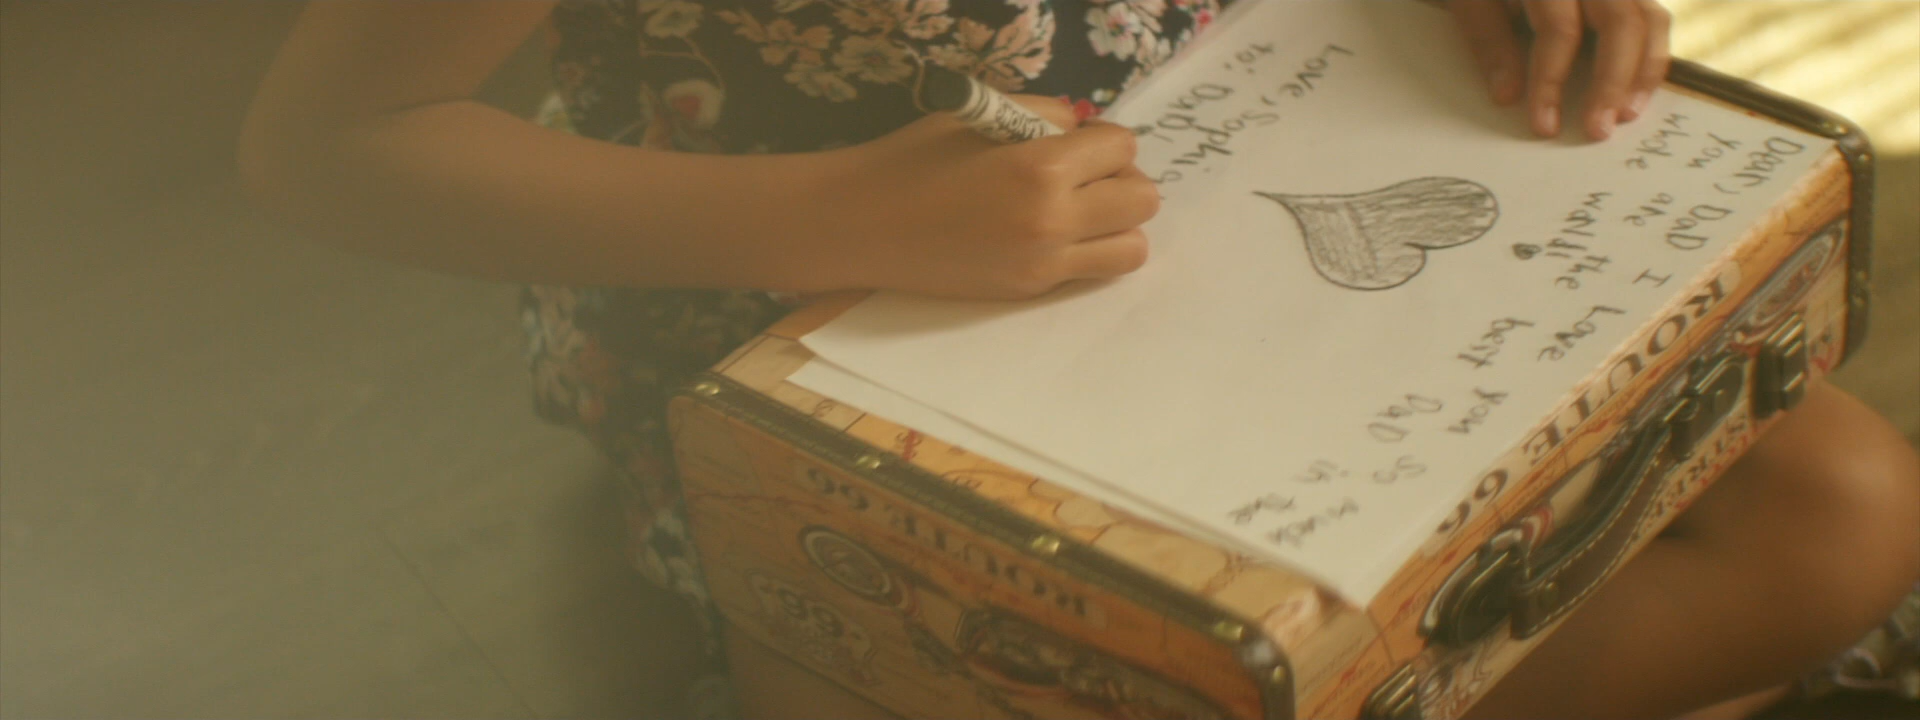 Dear, DaD I Love you so much
you are the best DaD in the
whole world!
Love, Sophia
to: DaD!
ROUTE 66
ROUTE 66